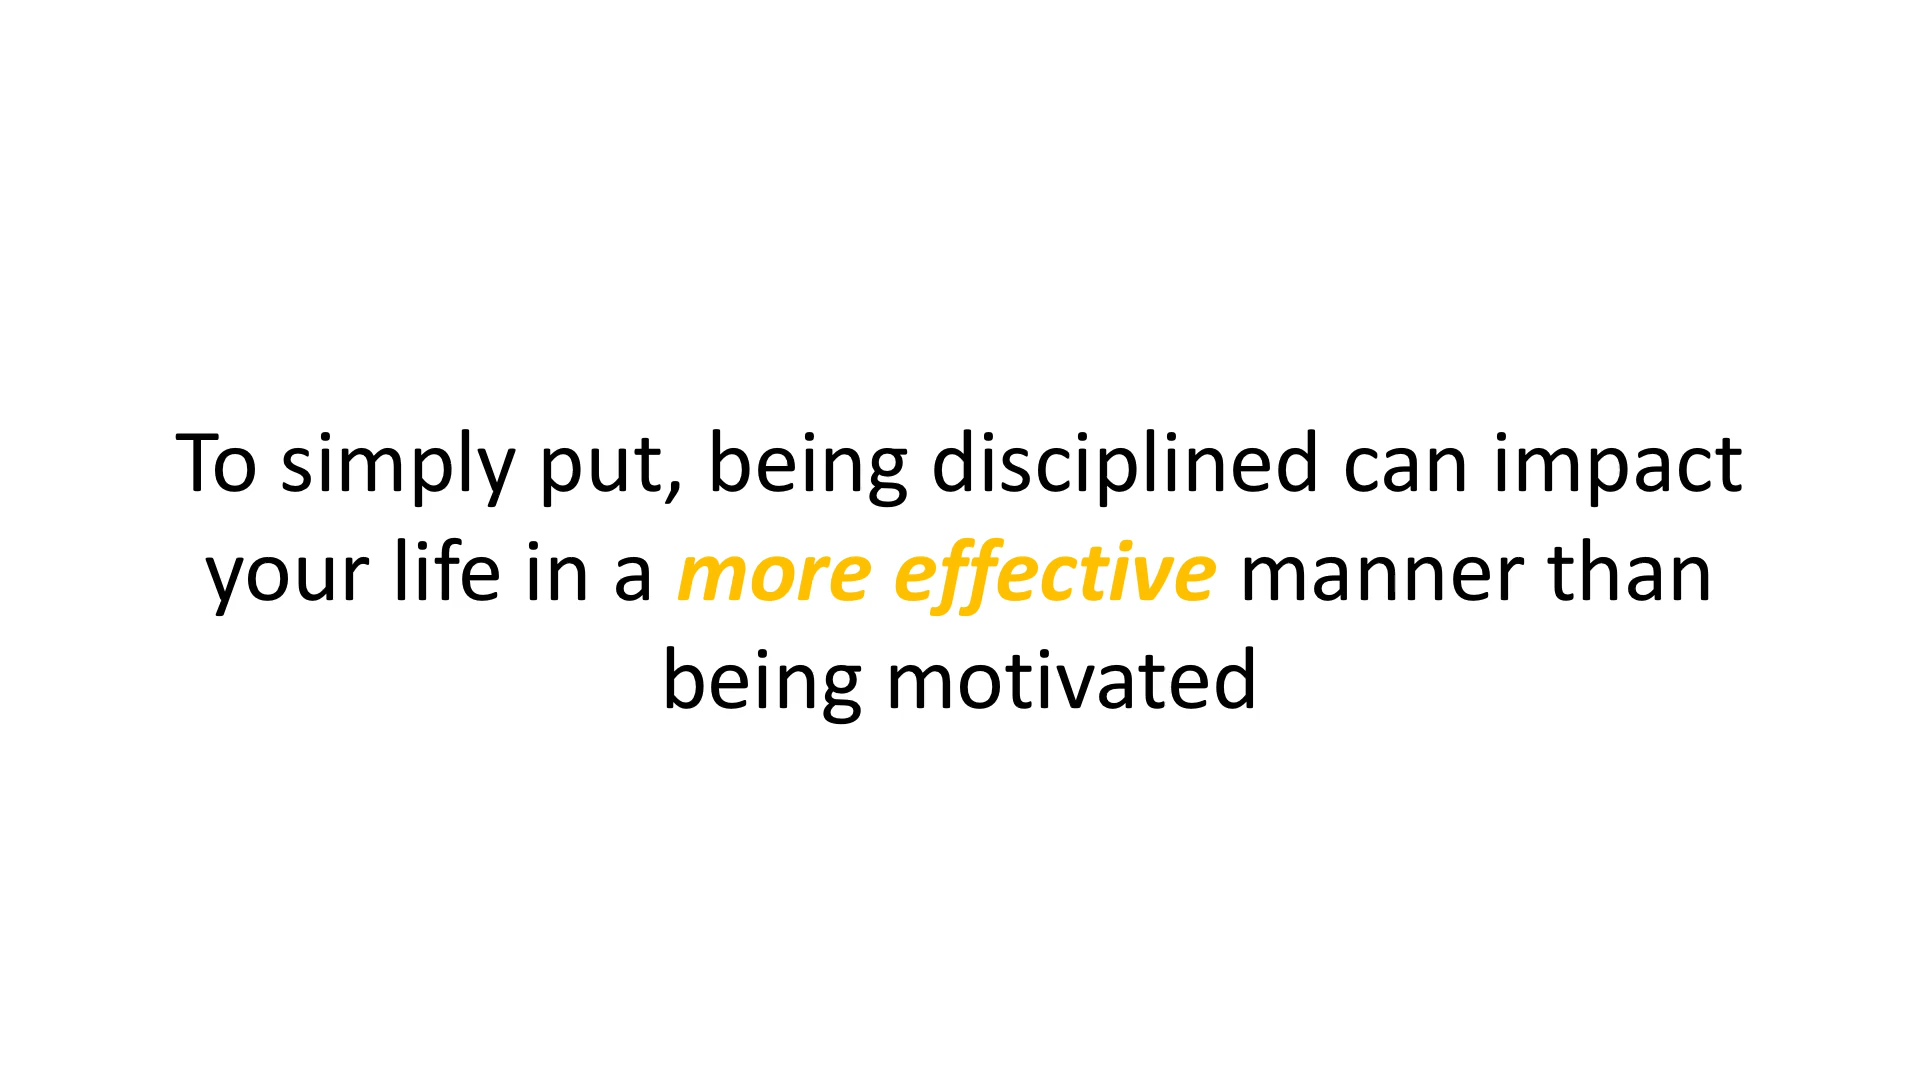 To simply put, being disciplined can impact
your life in a more effective manner than
being motivated